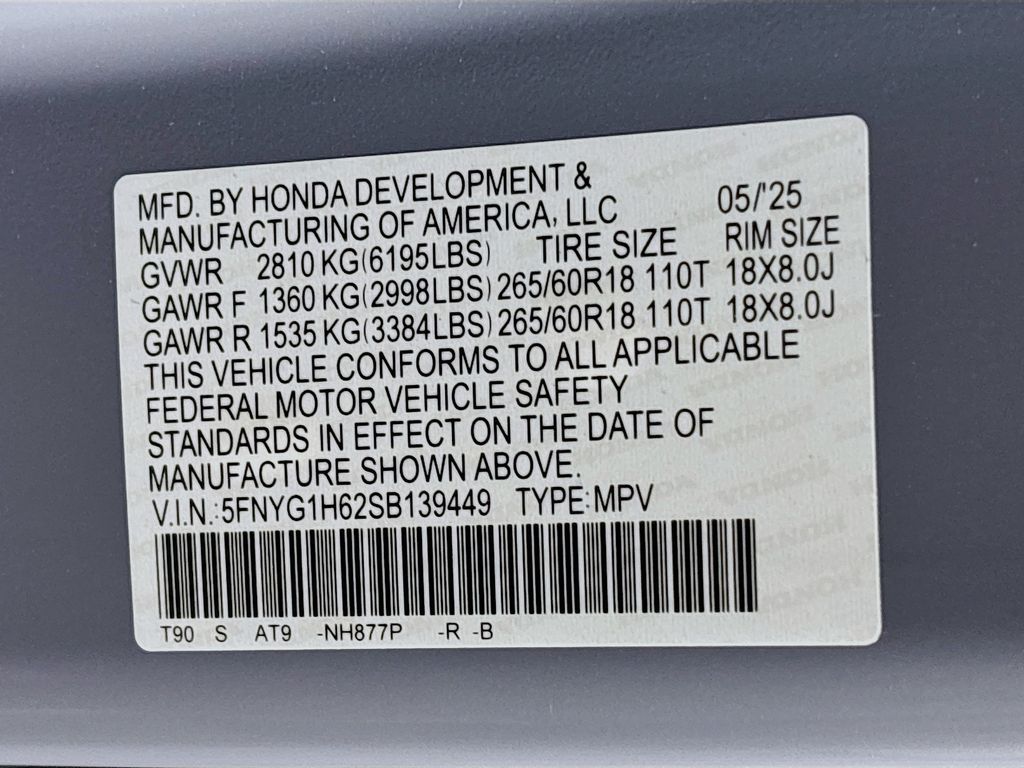 MFD. BY HONDA DEVELOPMENT &
MANUFACTURING OF AMERICA, LLC 05/'25
GVWR 2810 KG(6195LBS) TIRE SIZE RIM SIZE
GAWR F 1360 KG(2998LBS) 265/60R18 110T 18X8.0J
GAWR R 1535 KG(3384LBS) 265/60R18 110T 18X8.0J
THIS VEHICLE CONFORMS TO ALL APPLICABLE
FEDERAL MOTOR VEHICLE SAFETY
STANDARDS IN EFFECT ON THE DATE OF
MANUFACTURE SHOWN ABOVE.
V.I.N.:5FNYG1H62SB139449 TYPE:MPV
T90 S AT9 -NH877P -R -B